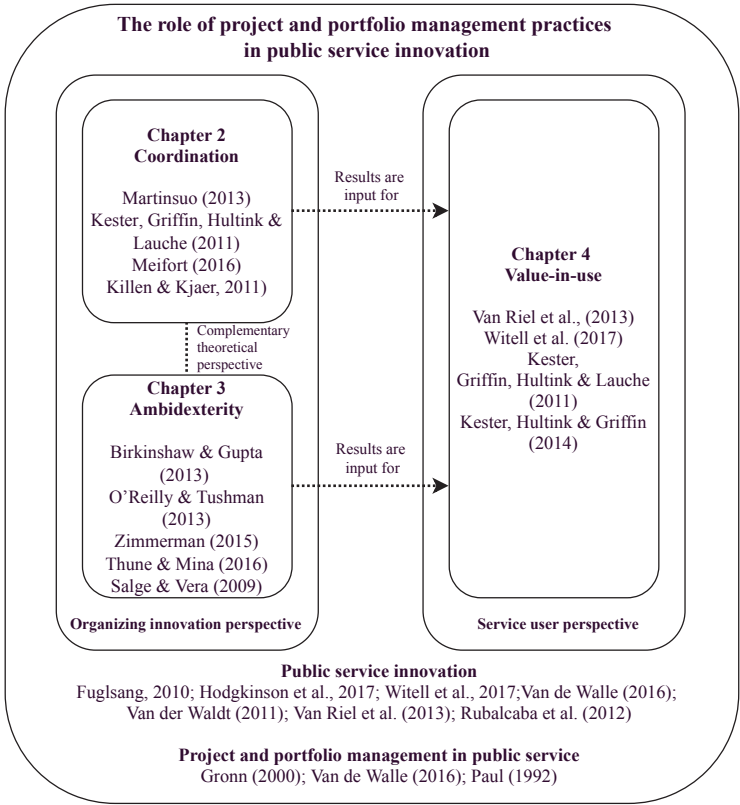 The role of project and portfolio management practices
in public service innovation
Chapter 2
Coordination
Martinsuo (2013)
Kester, Griffin, Hultink &
Lauche (2011)
Meifort (2016)
Killen & Kjaer, 2011)
Results are
input for
Complementary
theoretical
perspective
Chapter 3
Ambidexterity
Birkinshaw & Gupta
(2013)
O'Reilly & Tushman
(2013)
Zimmerman (2015)
Thune & Mina (2016)
Salge & Vera (2009)
Organizing innovation perspective
Results are
input for
Chapter 4
Value-in-use
Van Riel et al., (2013)
Witell et al. (2017)
Kester,
Griffin, Hultink & Lauche
(2011)
Kester, Hultink & Griffin
(2014)
Service user perspective
Public service innovation
Fuglsang, 2010; Hodgkinson et al., 2017; Witell et al., 2017;Van de Walle (2016);
Van der Waldt (2011); Van Riel et al. (2013); Rubalcaba et al. (2012)
Project and portfolio management in public service
Gronn (2000); Van de Walle (2016); Paul (1992)